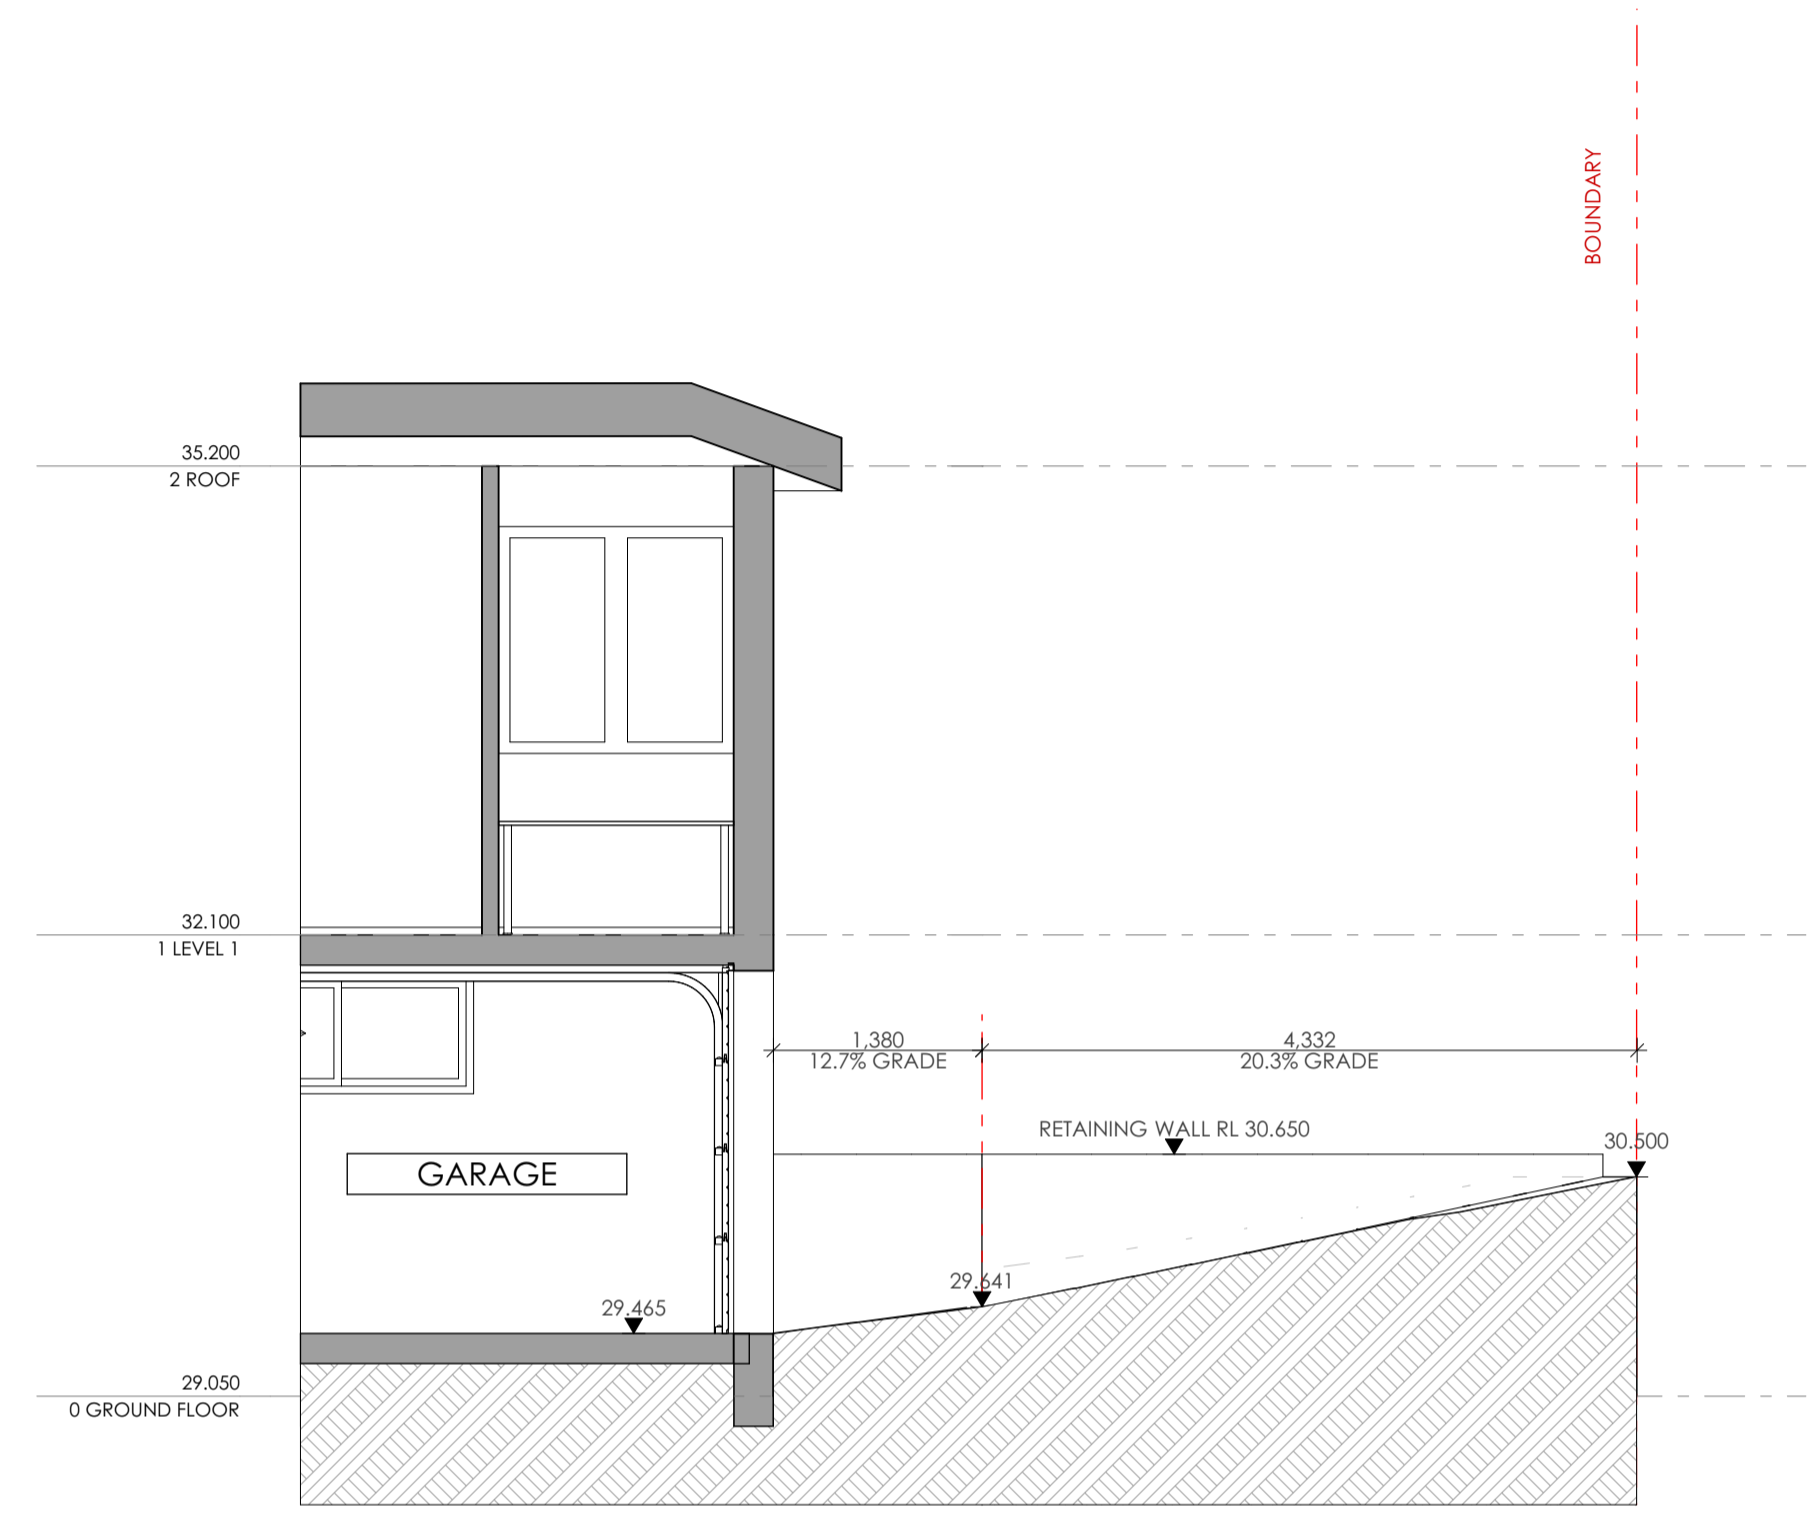 BOUNDARY
35.200
2 ROOF
32.100
1 LEVEL 1
1,380
12.7% GRADE
4,332
20.3% GRADE
RETAINING WALL RL 30.650
30.500
GARAGE
29.641
29.465
29.050
0 GROUND FLOOR